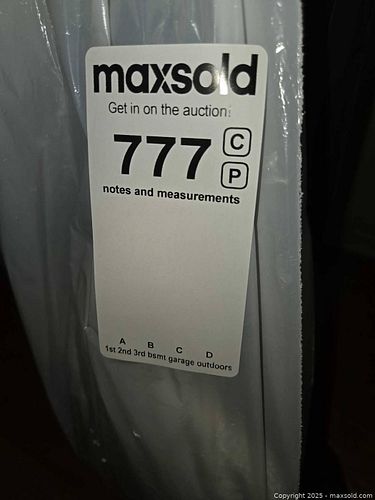 maxsold
Get in on the auction!
777 C
P
notes and measurements
A B C D
1st 2nd 3rd bsmt garage outdoors
Copyright 2025 - maxsold.com